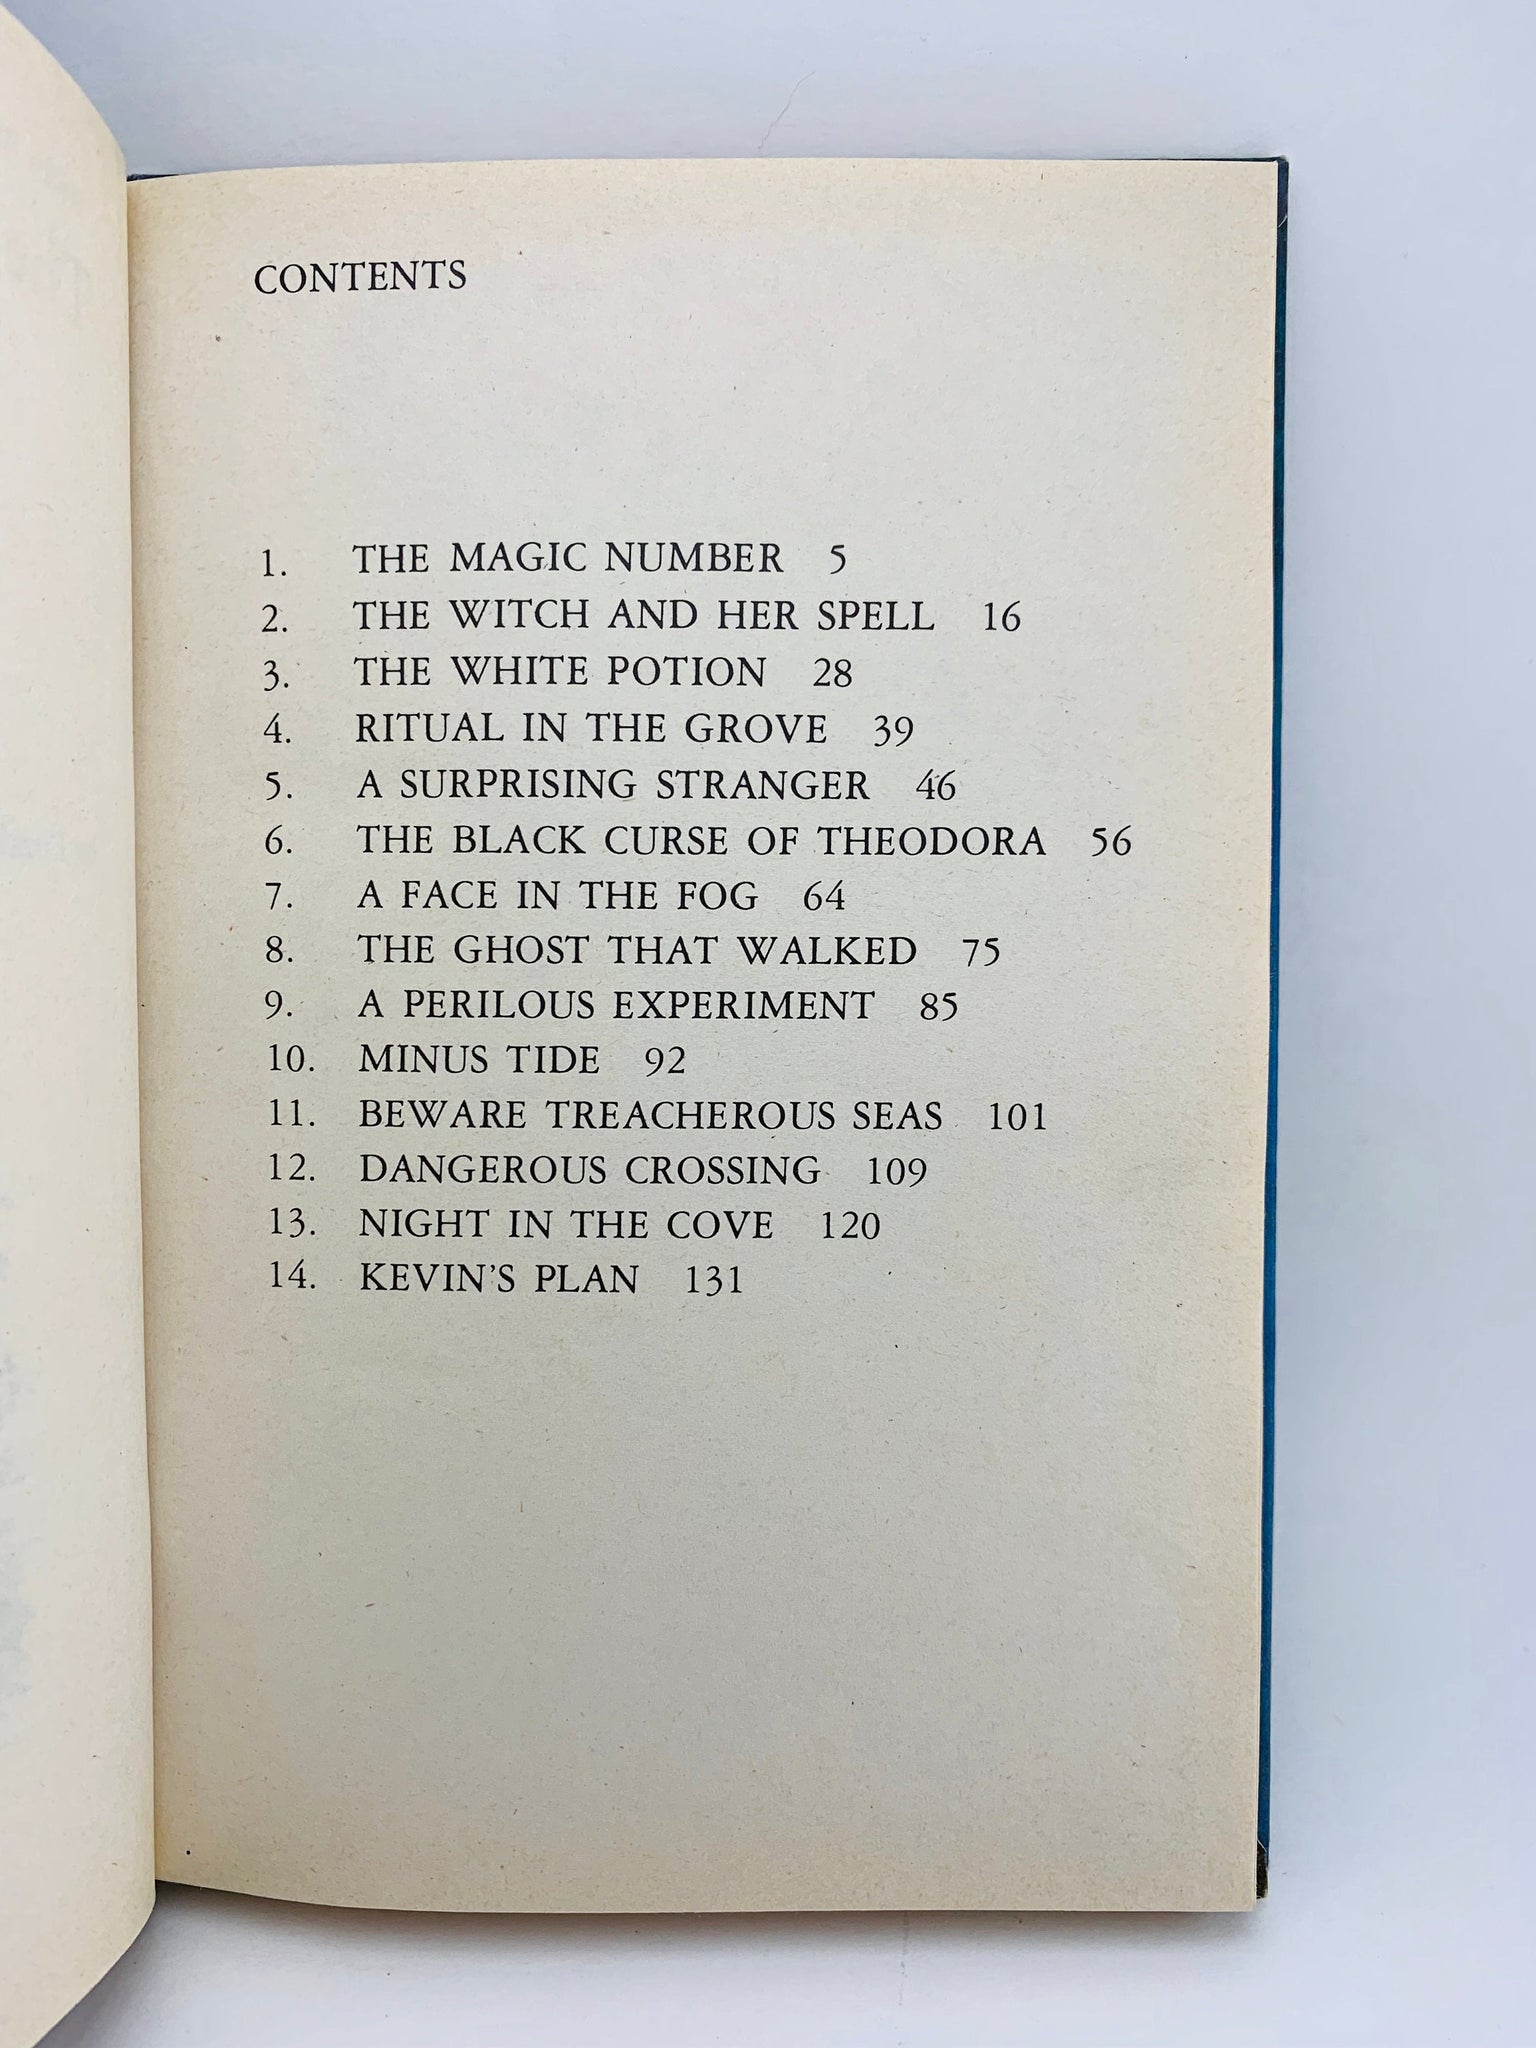 CONTENTS
1. THE MAGIC NUMBER 5
2. THE WITCH AND HER SPELL 16
3. THE WHITE POTION 28
4. RITUAL IN THE GROVE 39
5. A SURPRISING STRANGER 46
6. THE BLACK CURSE OF THEODORA 56
7. A FACE IN THE FOG 64
8. THE GHOST THAT WALKED 75
9. A PERILOUS EXPERIMENT 85
10. MINUS TIDE 92
11. BEWARE TREACHEROUS SEAS 101
12. DANGEROUS CROSSING 109
13. NIGHT IN THE COVE 120
14. KEVIN'S PLAN 131